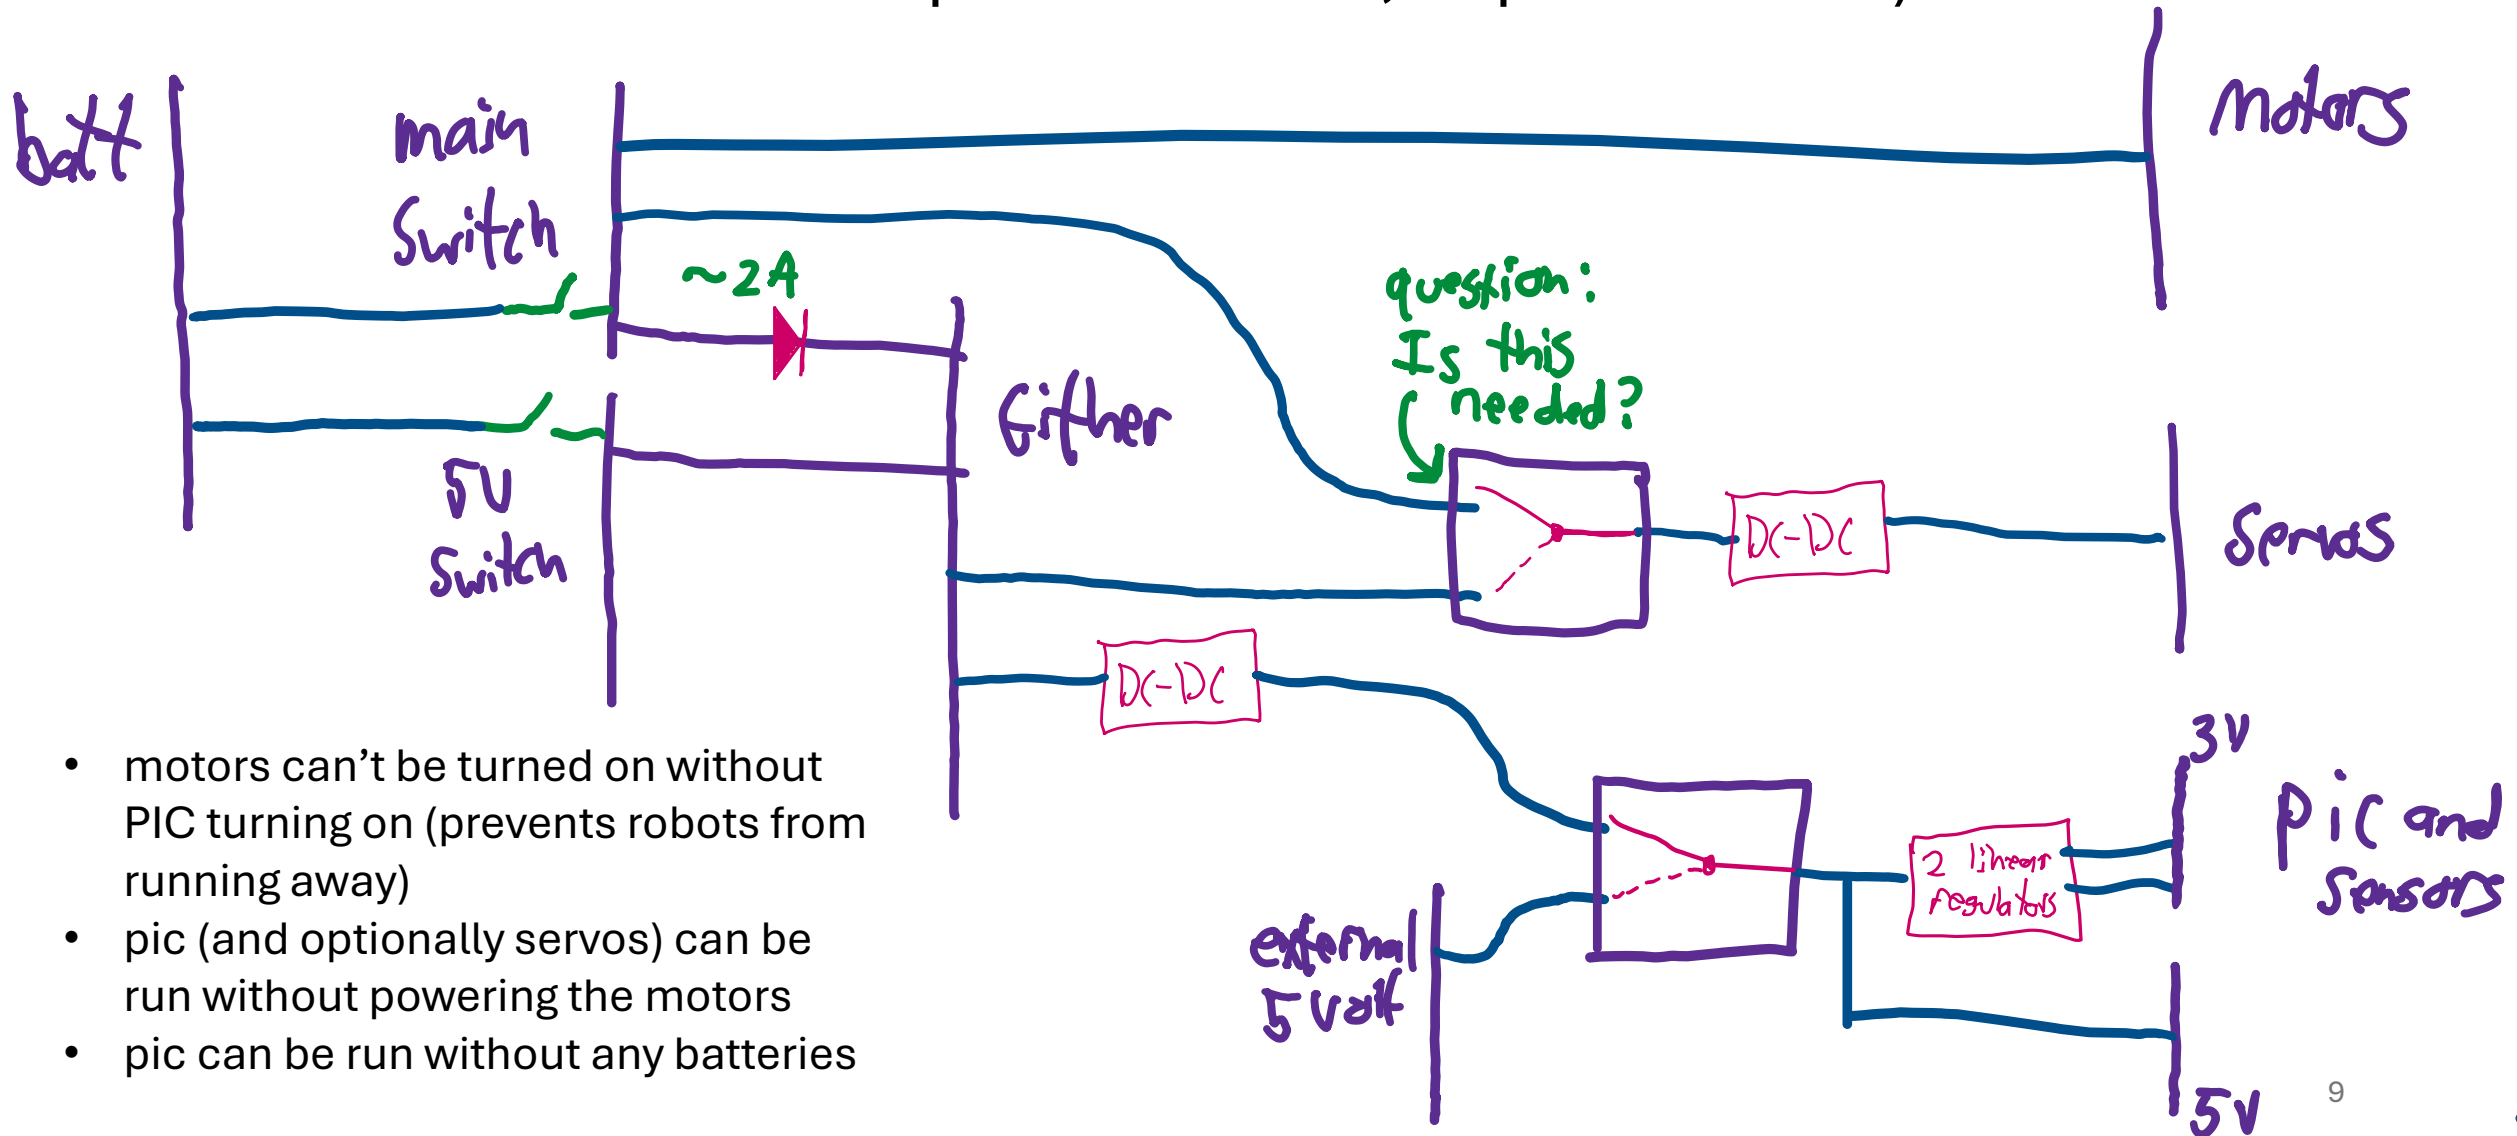 batt
main
Switch
~2A
Motors
question:
Is this
needed?
Either
5V
Switch
DC-DC
Servos
DC-DC
3V
pic and
Sensors
2 linear
regulators
external
5 Volt
5V
• motors can’t be turned on without
PIC turning on (prevents robots from
running away)
• pic (and optionally servos) can be
run without powering the motors
• pic can be run without any batteries
9